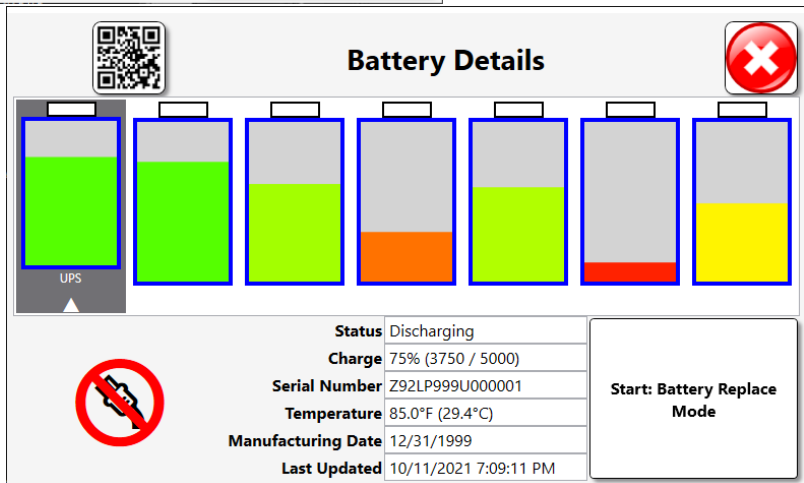 Battery Details
UPS
Status Discharging
Charge 75% (3750 / 5000)
Serial Number Z92LP999U000001
Temperature 85.0°F (29.4°C)
Manufacturing Date 12/31/1999
Last Updated 10/11/2021 7:09:11 PM
Start: Battery Replace
Mode